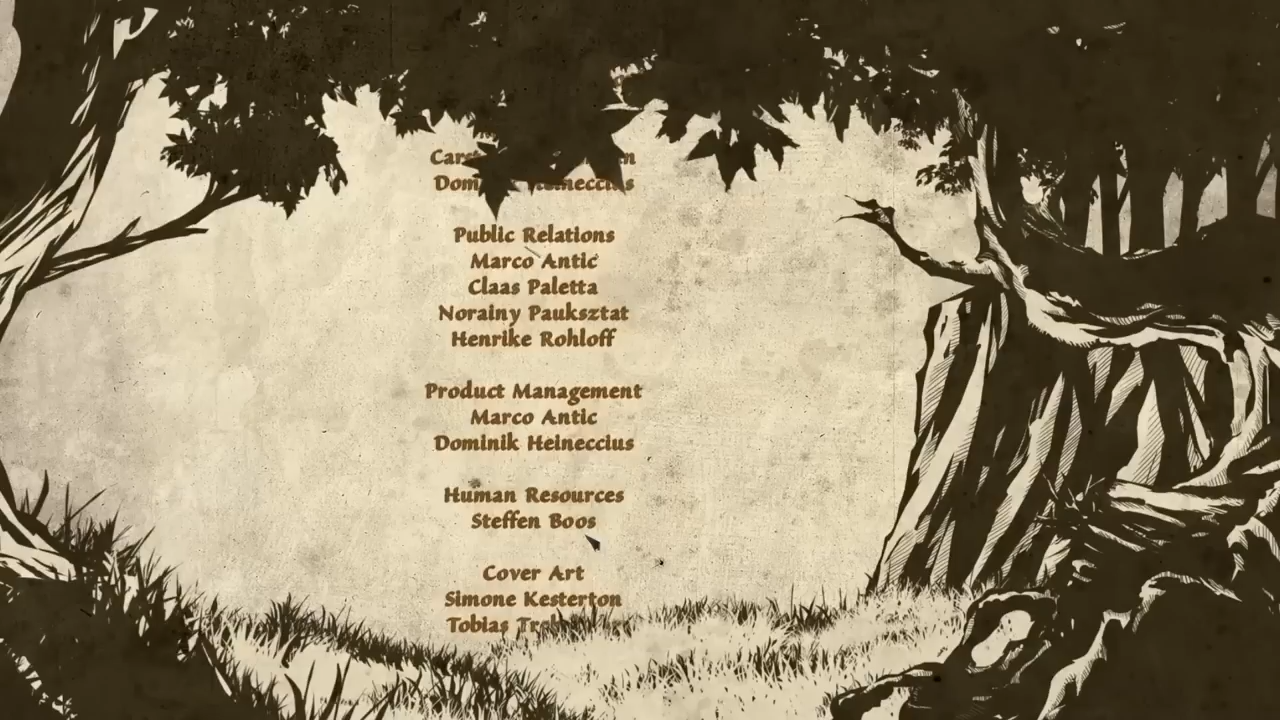 Public Relations
Marco Antic
Claas Paletta
Norainy Pauksztat
Henrike Rohloff
Product Management
Marco Antic
Dominik Heineccius
Human Resources
Steffen Boos
Cover Art
Simone Kesterton
Tobias